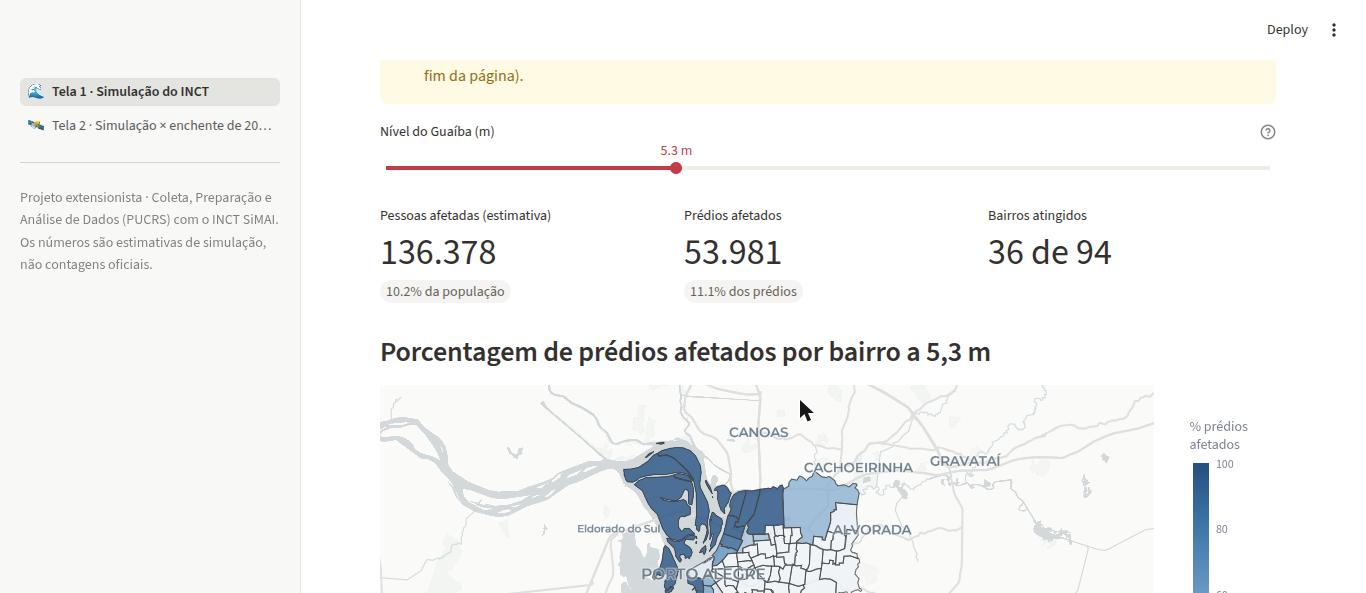 Deploy
🌊 Tela 1 · Simulação do INCT
🛰️ Tela 2 · Simulação × enchente de 20...
Projeto extensionista · Coleta, Preparação e
Análise de Dados (PUCRS) com o INCT SiMAI.
Os números são estimativas de simulação,
não contagens oficiais.
fim da página).
Nível do Guaíba (m)
5.3 m
Pessoas afetadas (estimativa)
136.378
10.2% da população
Prédios afetados
53.981
11.1% dos prédios
Bairros atingidos
36 de 94
Porcentagem de prédios afetados por bairro a 5,3 m
CANOAS
CACHOEIRINHA
GRAVATAÍ
Eldorado do Sul
ALVORADA
PORTO ALEGRE
% prédios
afetados
100
80